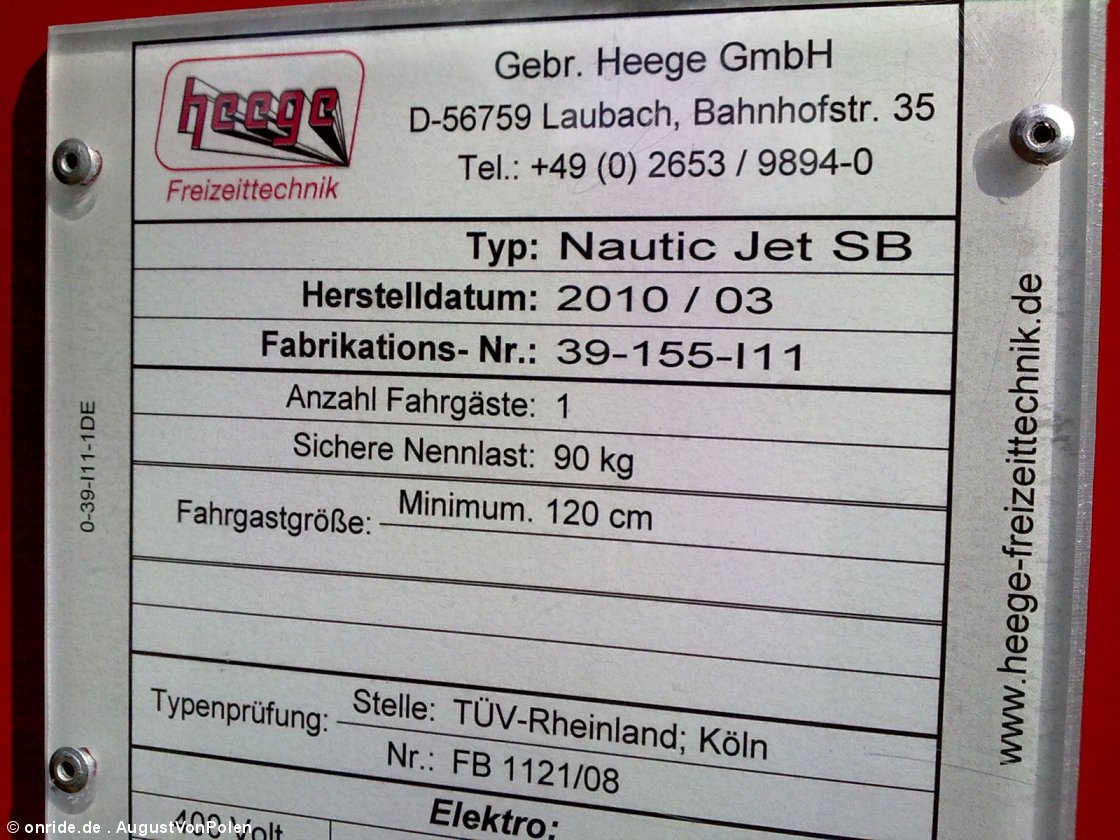 heege
Freizeittechnik
Gebr. Heege GmbH
D-56759 Laubach, Bahnhofstr. 35
Tel.: +49 (0) 2653 / 9894-0
Typ: Nautic Jet SB
Herstelldatum: 2010 / 03
Fabrikations- Nr.: 39-155-I11
Anzahl Fahrgäste: 1
Sichere Nennlast: 90 kg
Fahrgastgröße: Minimum. 120 cm
Typenprüfung: Stelle: TÜV-Rheinland; Köln
Nr.: FB 1121/08
Elektro:
400 Volt
0-39-I11-1DE
www.heege-freizeittechnik.de
© onride.de . AugustVonPolen